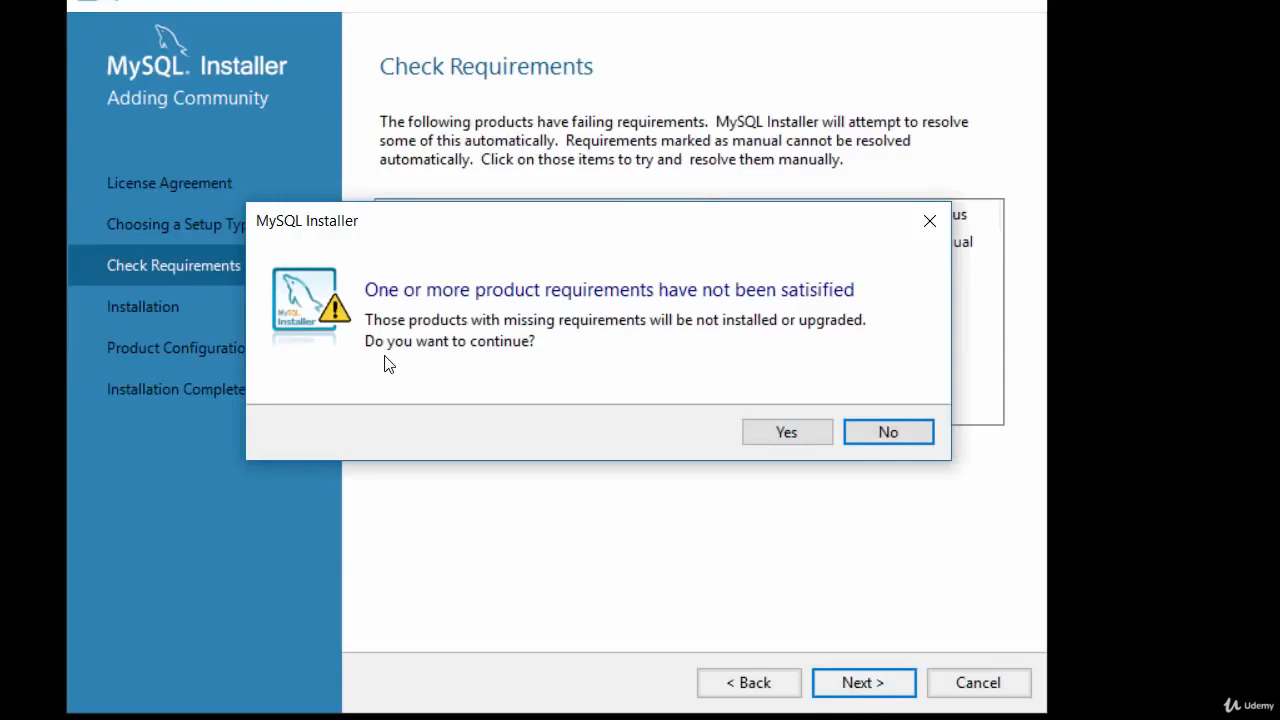 MySQL. Installer
Adding Community
License Agreement
Choosing a Setup Typ
Check Requirements
Installation
Product Configuratio
Installation Complete
Check Requirements
The following products have failing requirements. MySQL Installer will attempt to resolve
some of this automatically. Requirements marked as manual cannot be resolved
automatically. Click on those items to try and resolve them manually.
us
ual
MySQL Installer
MySQL
Installer
One or more product requirements have not been satisified
Those products with missing requirements will be not installed or upgraded.
Do you want to continue?
Yes
No
< Back
Next >
Cancel
Udemy